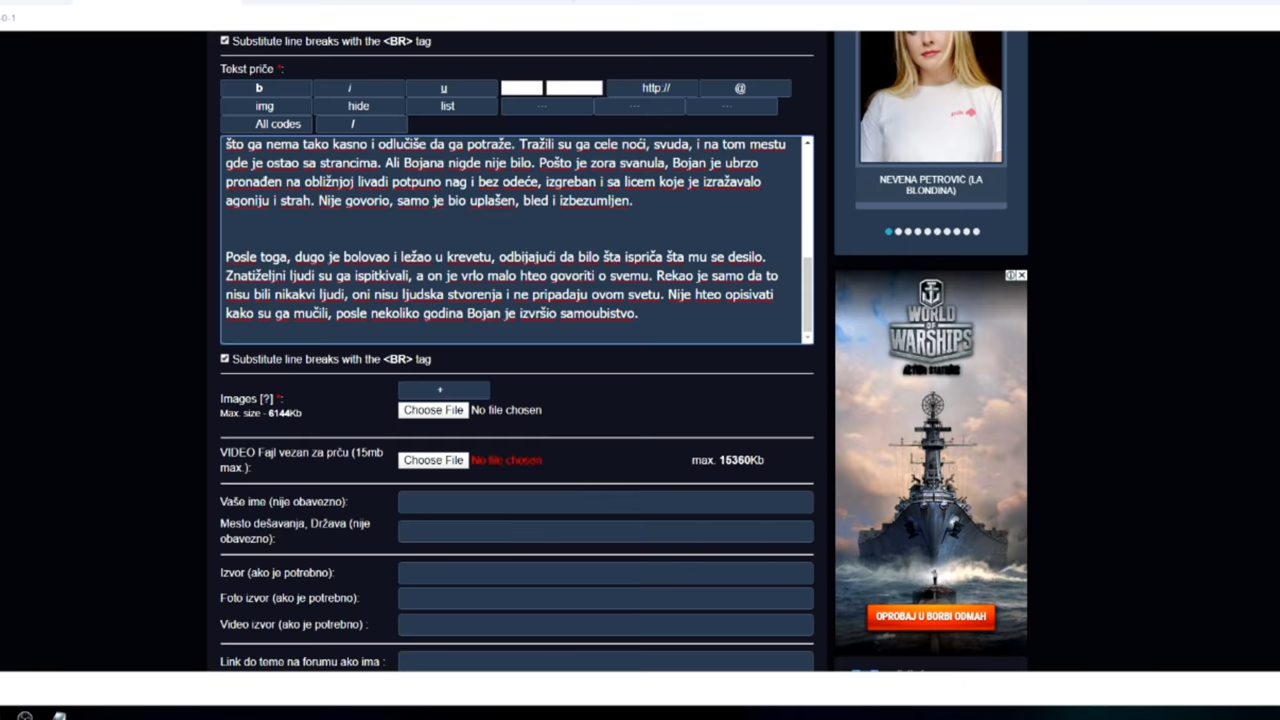 0-1
Substitute line breaks with the <BR> tag
Tekst priče *:
b i u http:// @
img hide list --- --- ---
All codes /
što ga nema tako kasno i odlučiše da ga potraže. Tražili su ga cele noći, svuda, i na tom mestu
gde je ostao sa strancima. Ali Bojana nigde nije bilo. Pošto je zora svanula, Bojan je ubrzo
pronađen na obližnjoj livadi potpuno nag i bez odeće, izgreban i sa licem koje je izražavalo
agoniju i strah. Nije govorio, samo je bio uplašen, bled i izbezumljen.
Posle toga, dugo je bolovao i ležao u krevetu, odbijajući da bilo šta ispriča šta mu se desilo.
Znatiželjni ljudi su ga ispitkivali, a on je vrlo malo hteo govoriti o svemu. Rekao je samo da to
nisu bili nikakvi ljudi, oni nisu ljudska stvorenja i ne pripadaju ovom svetu. Nije hteo opisivati
kako su ga mučili, posle nekoliko godina Bojan je izvršio samoubistvo.
Substitute line breaks with the <BR> tag
Images [?] *:
Max. size - 6144Kb
+
Choose File No file chosen
VIDEO Fajl vezan za prču (15mb
max.):
Choose File No file chosen
max. 15360Kb
Vaše ime (nije obavezno):
Mesto dešavanja, Država (nije
obavezno):
Izvor (ako je potrebno):
Foto izvor (ako je potrebno):
Video izvor (ako je potrebno) :
Link do teme na forumu ako ima :
NEVENA PETROVIĆ (LA
BLONDINA)
WORLD
OF
WARSHIPS
OPROBAJ U BORBI ODMAH